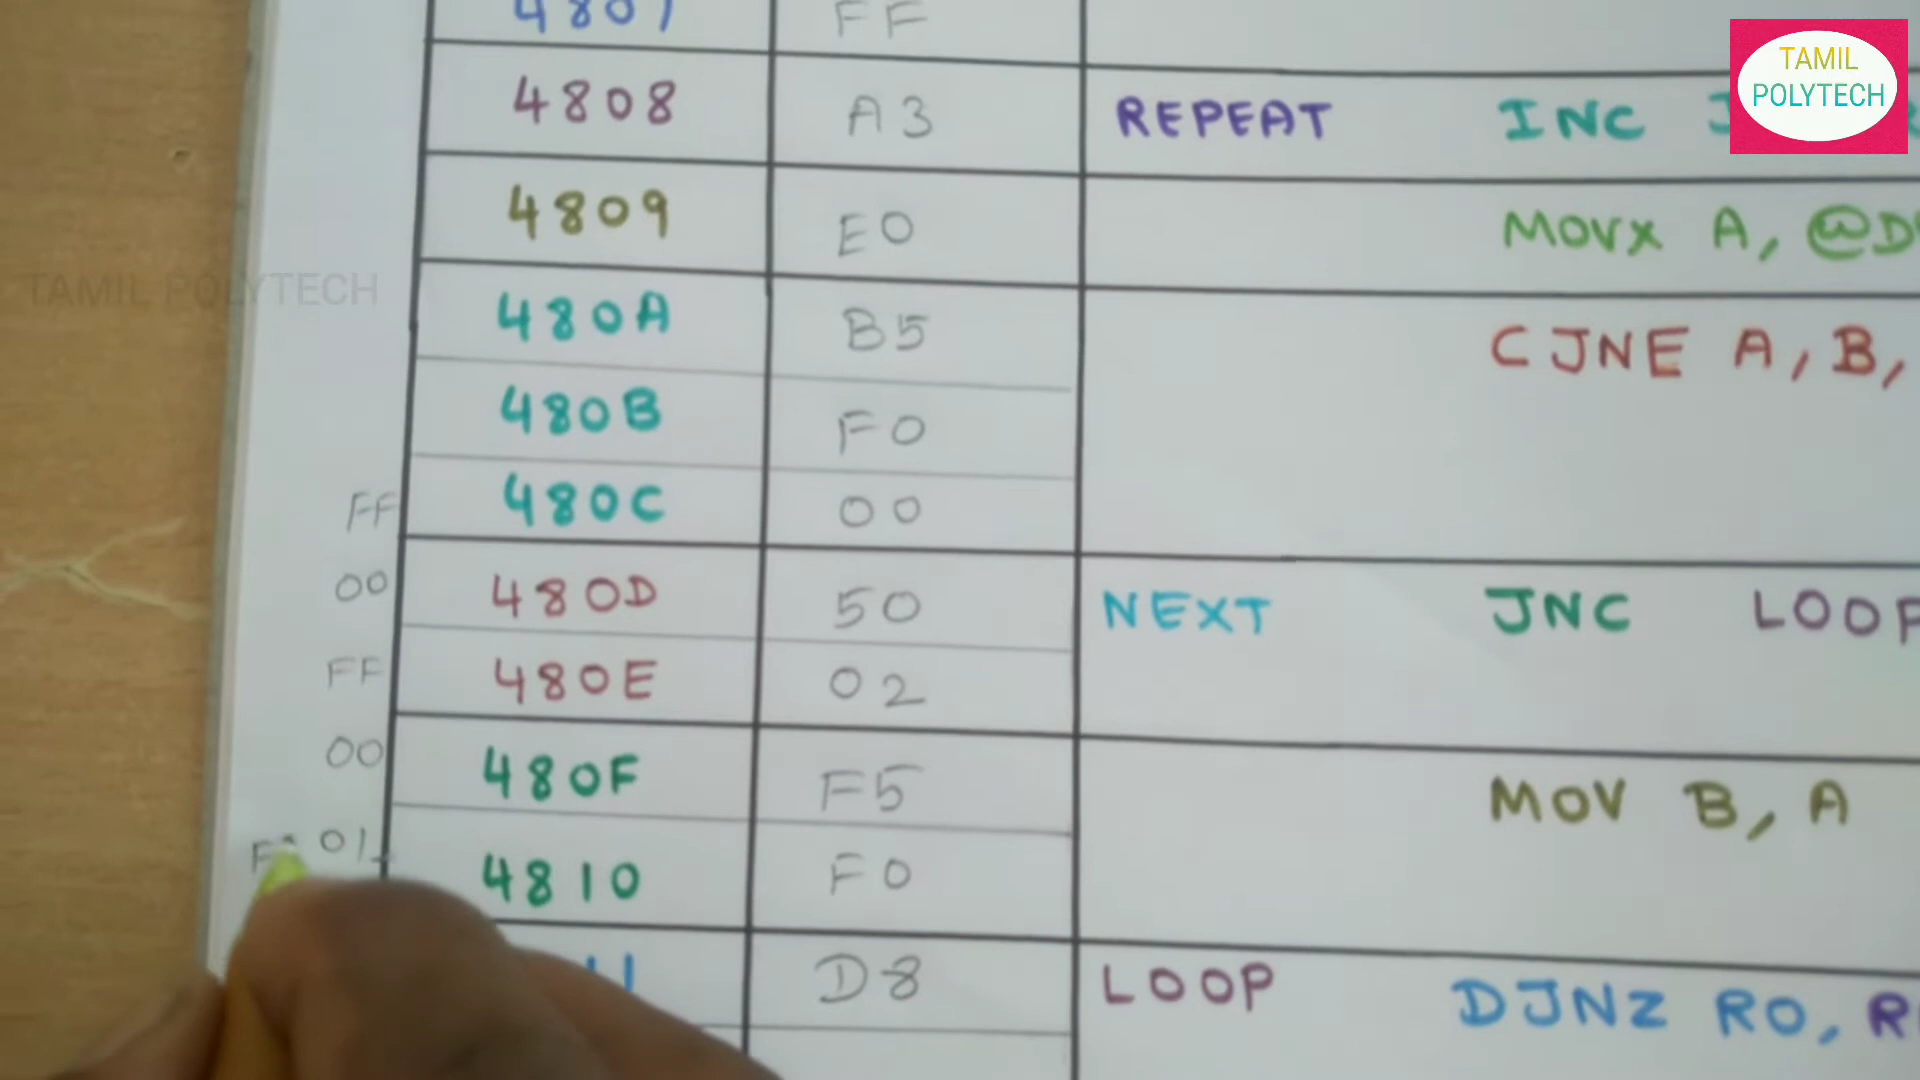 4807 FF
TAMIL
POLYTECH
4808 A3 REPEAT INC
4809 E0 MOVX A, @D
TAMIL POLYTECH
480A B5 CJNE A, B,
480B F0
FF 480C 00
00 480D 50 NEXT JNC LOOP
FF 480E 02
00 480F F5 MOV B, A
01
4810 F0
D8 LOOP DJNZ R0, R